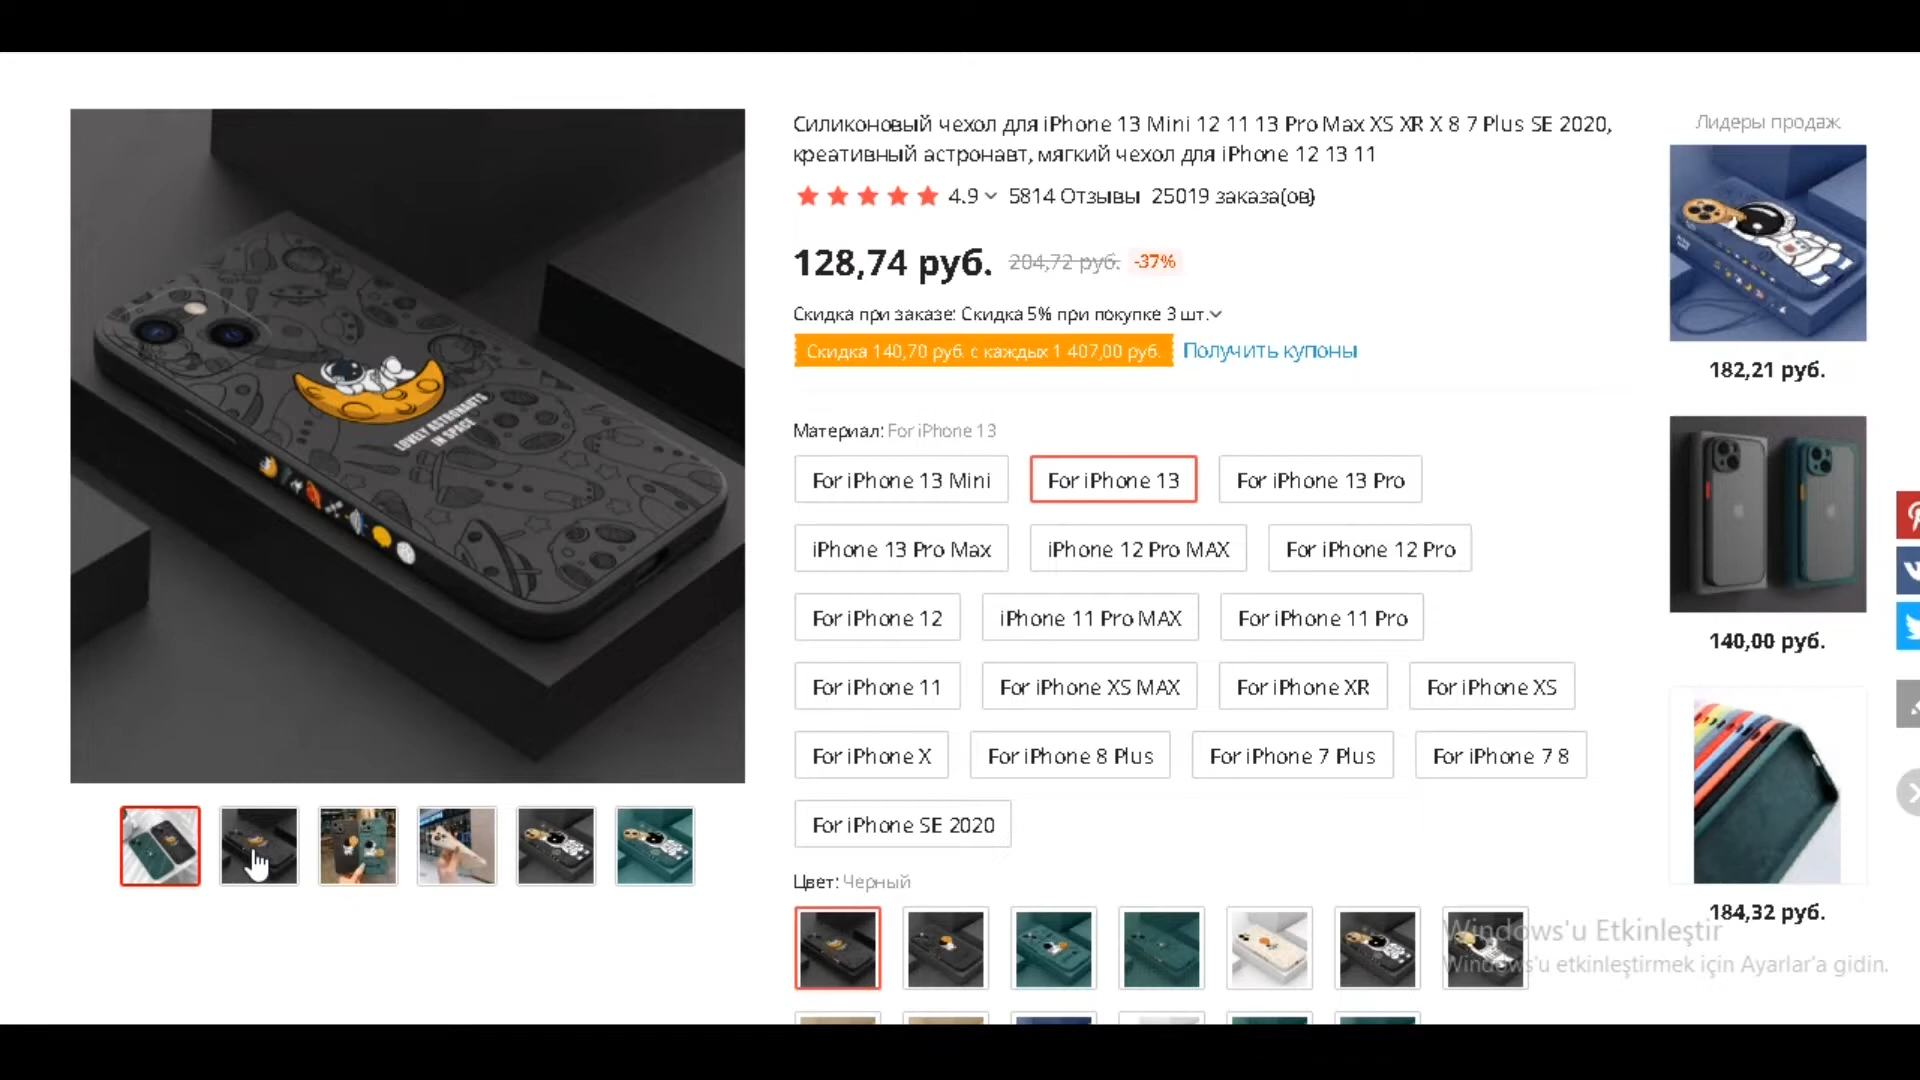 Силиконовый чехол для iPhone 13 Mini 12 11 13 Pro Max XS XR X 8 7 Plus SE 2020,
креативный астронавт, мягкий чехол для iPhone 12 13 11
4.9 5814 Отзывы 25019 заказа(ов)
128,74 руб. 204,72 руб. -37%
Скидка при заказе: Скидка 5% при покупке 3 шт.
Скидка 140,70 руб. с каждых 1 407,00 руб. Получить купоны
LOVELY ASTRONAUTS
IN SPACE
Материал: For iPhone 13
For iPhone 13 Mini For iPhone 13 For iPhone 13 Pro
iPhone 13 Pro Max iPhone 12 Pro MAX For iPhone 12 Pro
For iPhone 12 iPhone 11 Pro MAX For iPhone 11 Pro
For iPhone 11 For iPhone XS MAX For iPhone XR For iPhone XS
For iPhone X For iPhone 8 Plus For iPhone 7 Plus For iPhone 7 8
For iPhone SE 2020
Цвет: Черный
Лидеры продаж
182,21 руб.
140,00 руб.
184,32 руб.
Windows'u Etkinleştir
Windows'u etkinleştirmek için Ayarlar'a gidin.